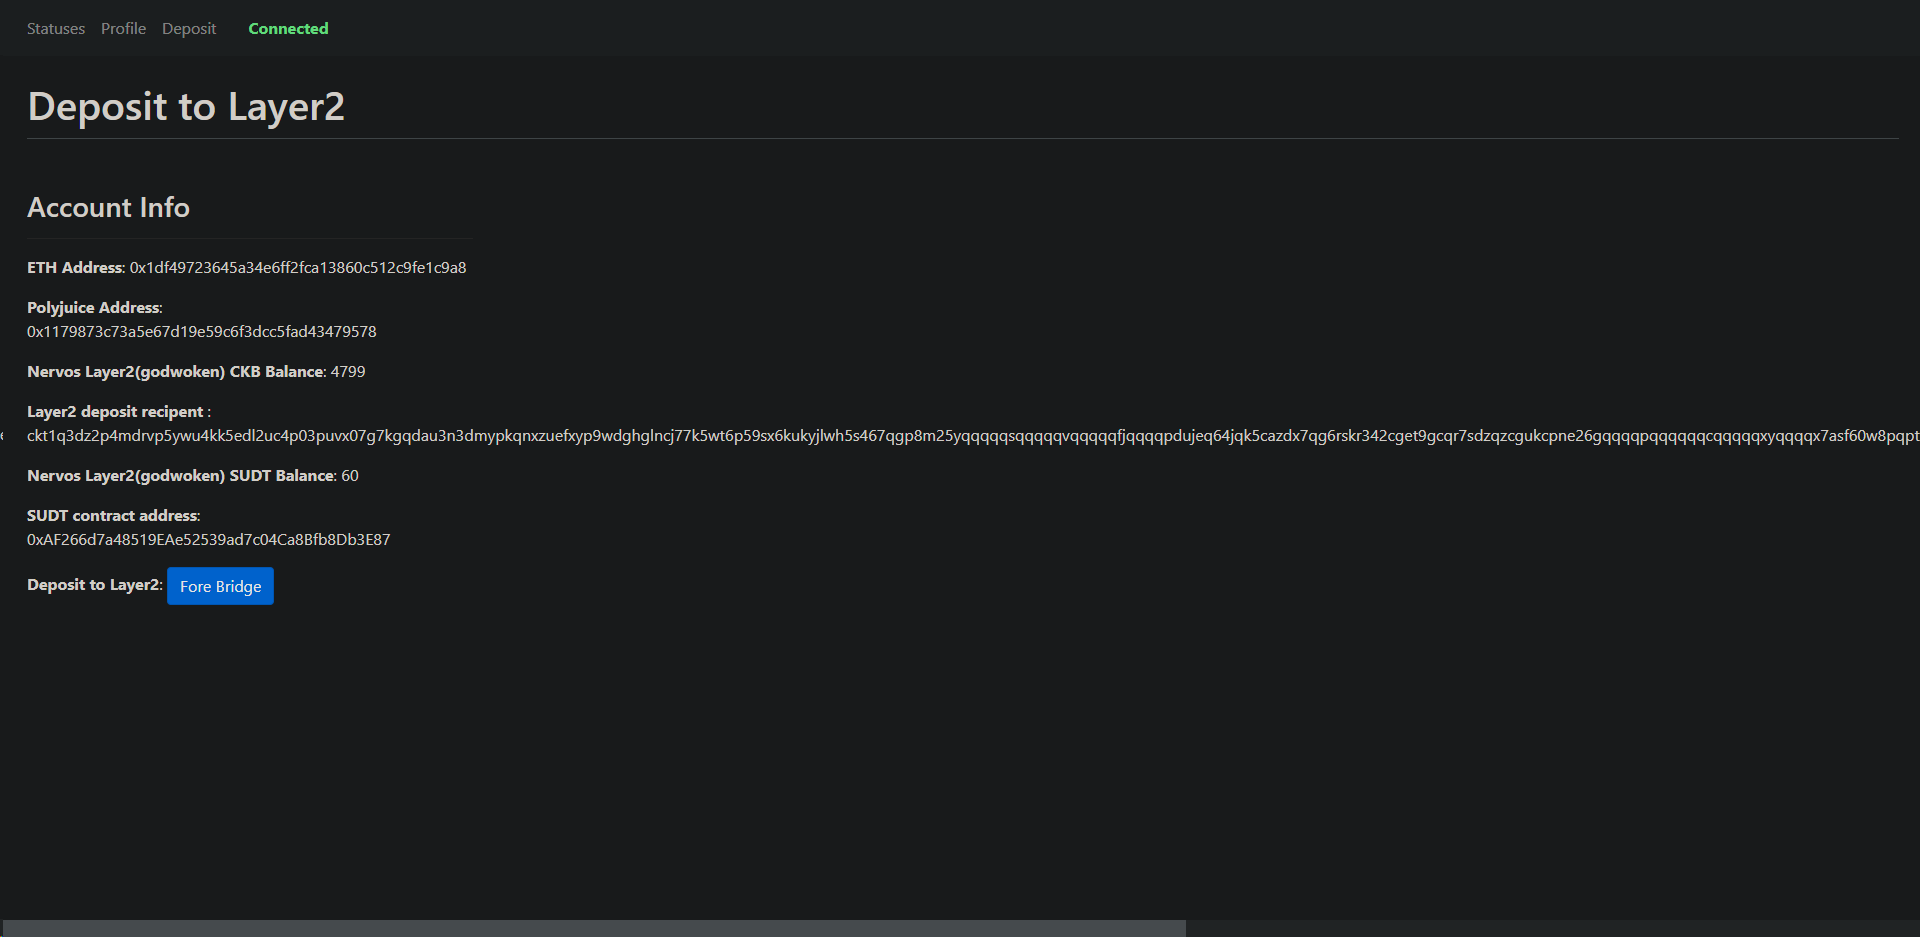 Statuses Profile Deposit Connected
Deposit to Layer2
Account Info
ETH Address: 0x1df49723645a34e6ff2fca13860c512c9fe1c9a8
Polyjuice Address:
0x1179873c73a5e67d19e59c6f3dcc5fad43479578
Nervos Layer2(godwoken) CKB Balance: 4799
Layer2 deposit recipent :
ckt1q3dz2p4mdrvp5ywu4kk5edl2uc4p03puvx07g7kgqdau3n3dmypkqnxzuefxyp9wdghglncj77k5wt6p59sx6kukyjlwh5s467qgp8m25yqqqqqsqqqqqvqqqqqfjqqqqpdujeq64jqk5cazdx7qg6rskr342cget9gcqr7sdzqzcgukcpne26gqqqqpqqqqqqcqqqqqxyqqqqx7asf60w8pqpt
Nervos Layer2(godwoken) SUDT Balance: 60
SUDT contract address:
0xAF266d7a48519EAe52539ad7c04Ca8Bfb8Db3E87
Deposit to Layer2: Fore Bridge